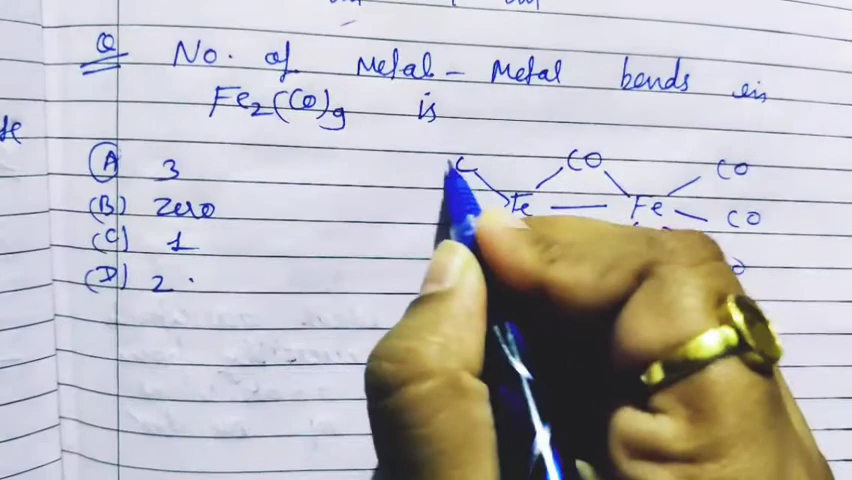 Q No. of Metal - Metal bonds in
Fe₂(CO)₉ is
(A) 3
(B) Zero
(C) 1
(D) 2.
C CO CO
Fe — Fe CO